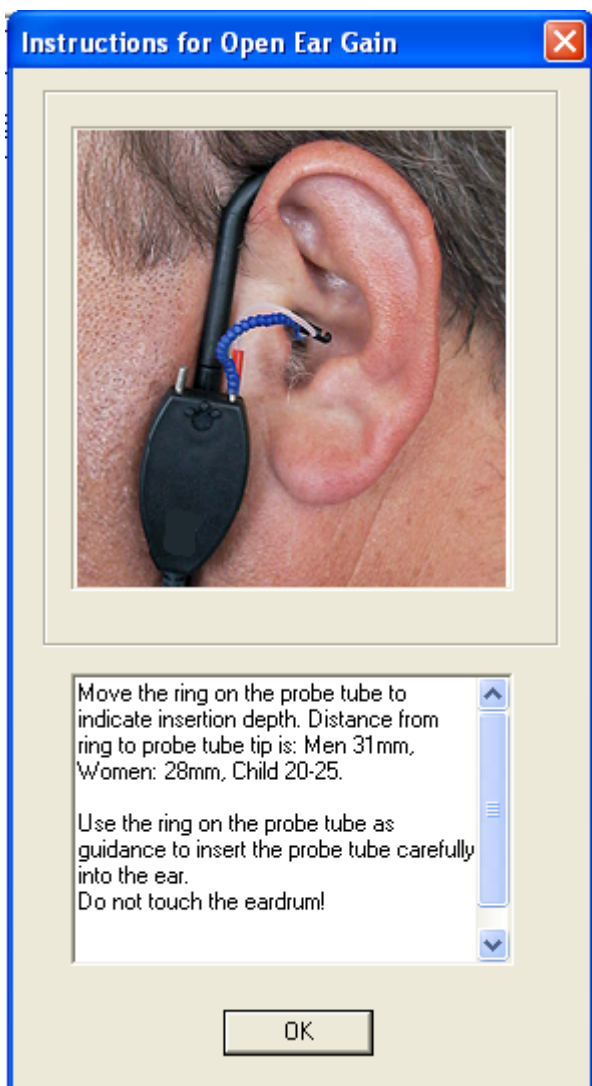 Instructions for Open Ear Gain
Move the ring on the probe tube to
indicate insertion depth. Distance from
ring to probe tube tip is: Men 31mm,
Women: 28mm, Child 20-25.
Use the ring on the probe tube as
guidance to insert the probe tube carefully
into the ear.
Do not touch the eardrum!
OK